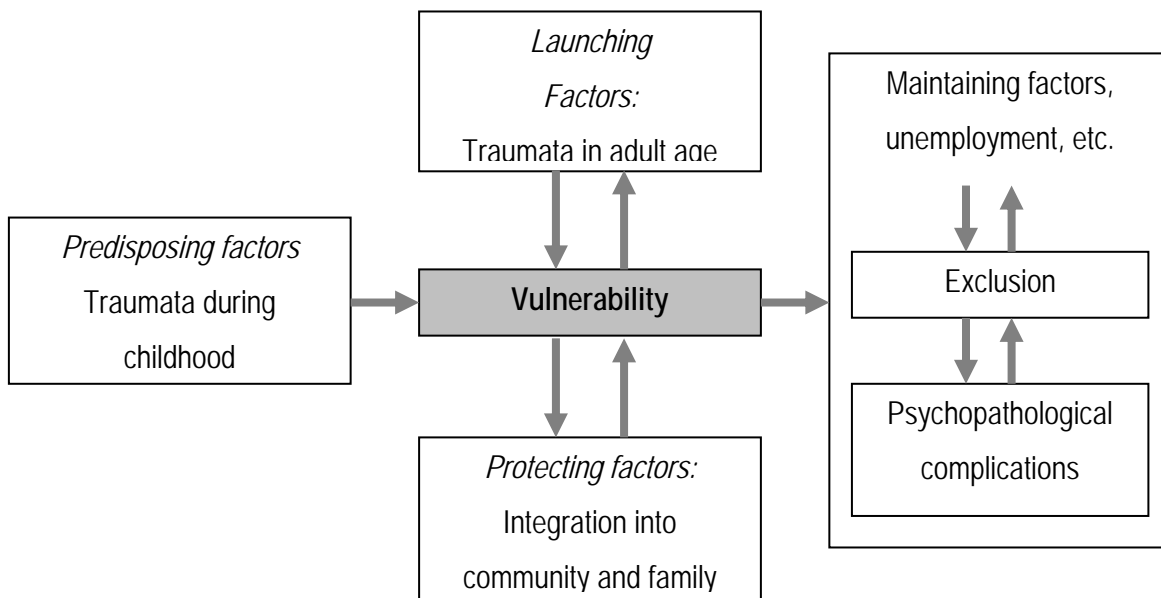 Launching
Factors:
Traumata in adult age
Maintaining factors,
unemployment, etc.
Predisposing factors
Traumata during
childhood
Vulnerability
Exclusion
Psychopathological
complications
Protecting factors:
Integration into
community and family